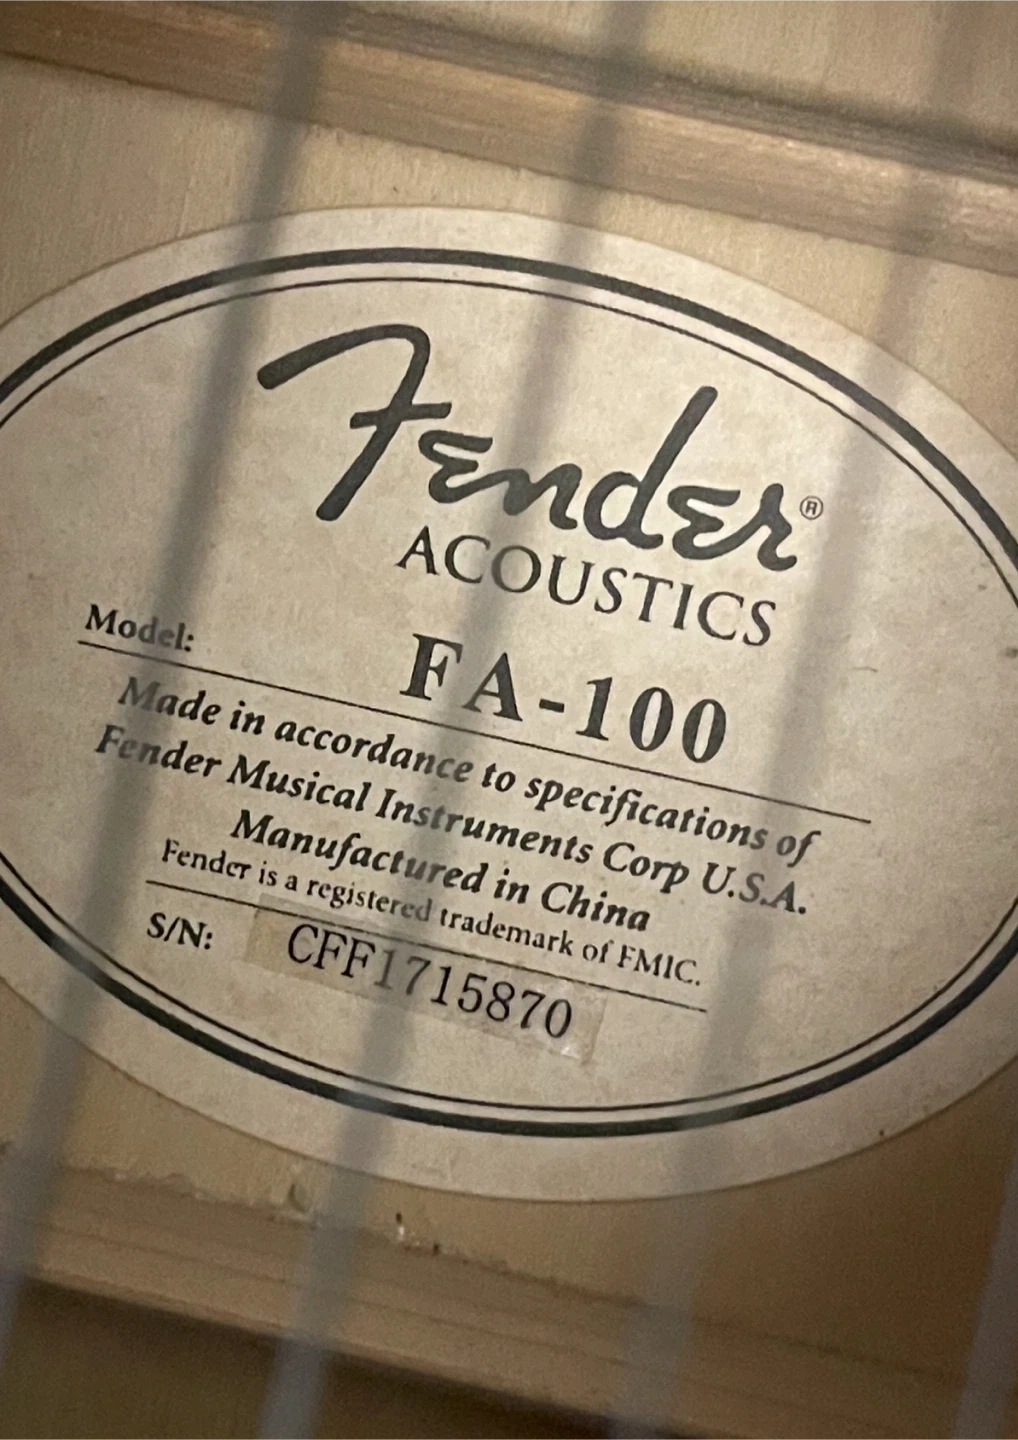 Fender®
ACOUSTICS
Model: FA-100
Made in accordance to specifications of
Fender Musical Instruments Corp U.S.A.
Manufactured in China
Fender is a registered trademark of FMIC.
S/N: CFF1715870